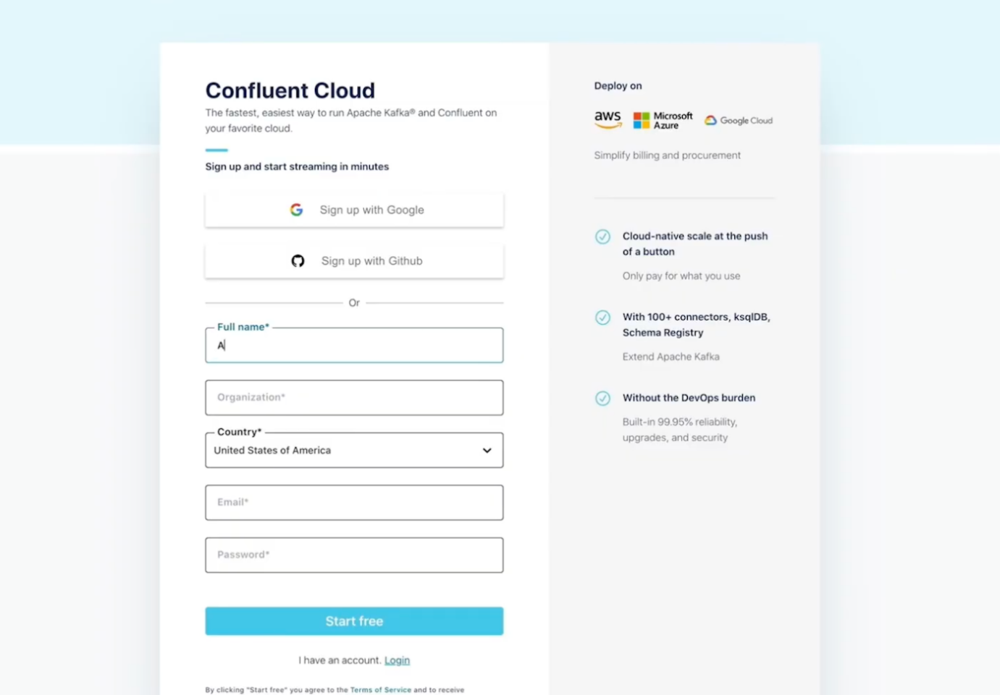 Confluent Cloud
The fastest, easiest way to run Apache Kafka® and Confluent on
your favorite cloud.
Sign up and start streaming in minutes
Sign up with Google
Sign up with Github
Or
Full name*
A
Organization*
Country*
United States of America
Email*
Password*
Start free
I have an account. Login
By clicking "Start free" you agree to the Terms of Service and to receive
Deploy on
aws
Microsoft
Azure
Google Cloud
Simplify billing and procurement
Cloud-native scale at the push
of a button
Only pay for what you use
With 100+ connectors, ksqlDB,
Schema Registry
Extend Apache Kafka
Without the DevOps burden
Built-in 99.95% reliability,
upgrades, and security